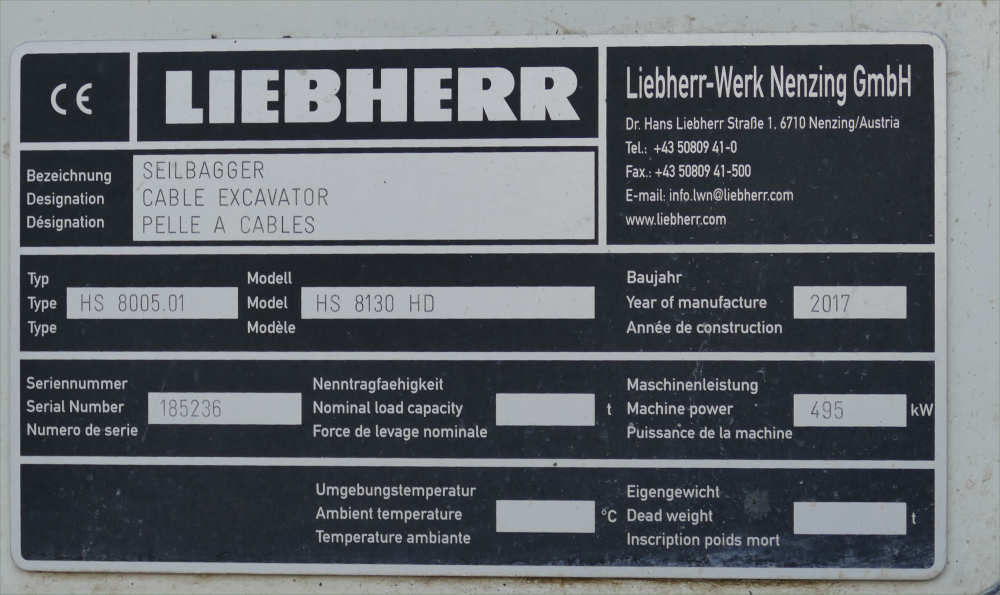 CE
LIEBHERR
Liebherr-Werk Nenzing GmbH
Dr. Hans Liebherr Straße 1, 6710 Nenzing/Austria
Tel.: +43 50809 41-0
Fax.: +43 50809 41-500
E-mail: info.lwn@liebherr.com
www.liebherr.com
Bezeichnung SEILBAGGER
Designation CABLE EXCAVATOR
Désignation PELLE A CABLES
Typ Modell Baujahr
Type HS 8005.01 Model HS 8130 HD Year of manufacture 2017
Type Modèle Année de construction
Seriennummer Nenntragfaehigkeit Maschinenleistung
Serial Number 185236 Nominal load capacity t Machine power 495 kW
Numero de serie Force de levage nominale Puissance de la machine
Umgebungstemperatur Eigengewicht
Ambient temperature °C Dead weight t
Temperature ambiante Inscription poids mort